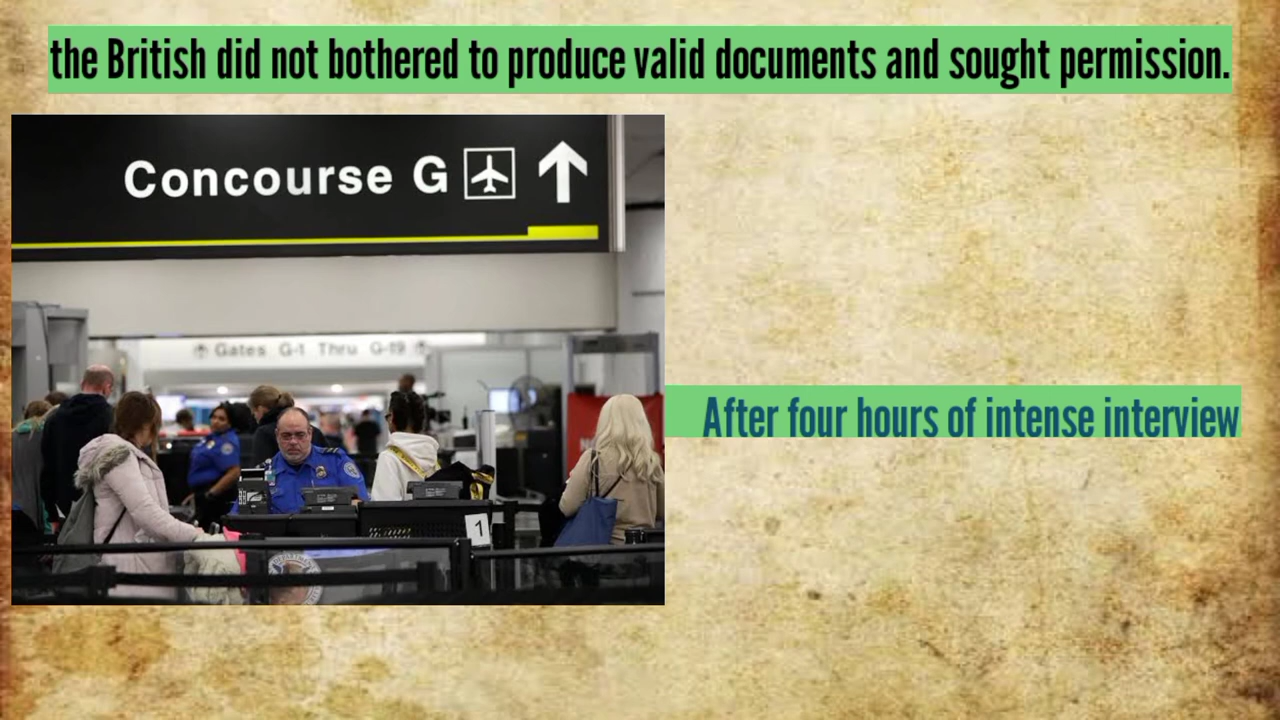 the British did not bothered to produce valid documents and sought permission.
Concourse G
Gates G-1 Thru G-19
1
After four hours of intense interview